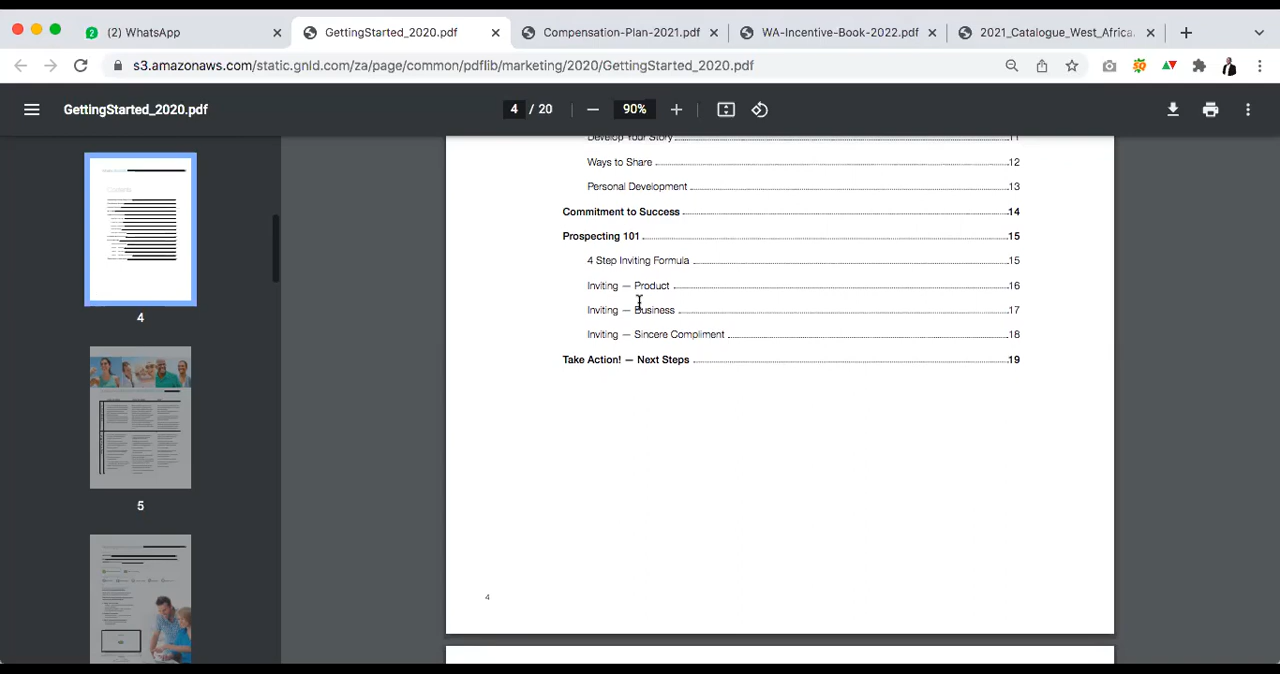 (2) WhatsApp
GettingStarted_2020.pdf
Compensation-Plan-2021.pdf
WA-Incentive-Book-2022.pdf
2021_Catalogue_West_Africa.
s3.amazonaws.com/static.gnld.com/za/page/common/pdflib/marketing/2020/GettingStarted_2020.pdf
GettingStarted_2020.pdf
4 / 20
90%
Develop Your Story 11
Ways to Share 12
Personal Development 13
Commitment to Success 14
Prospecting 101 15
4 Step Inviting Formula 15
Inviting — Product 16
Inviting — Business 17
Inviting — Sincere Compliment 18
Take Action! — Next Steps 19
4
Contents
4
5